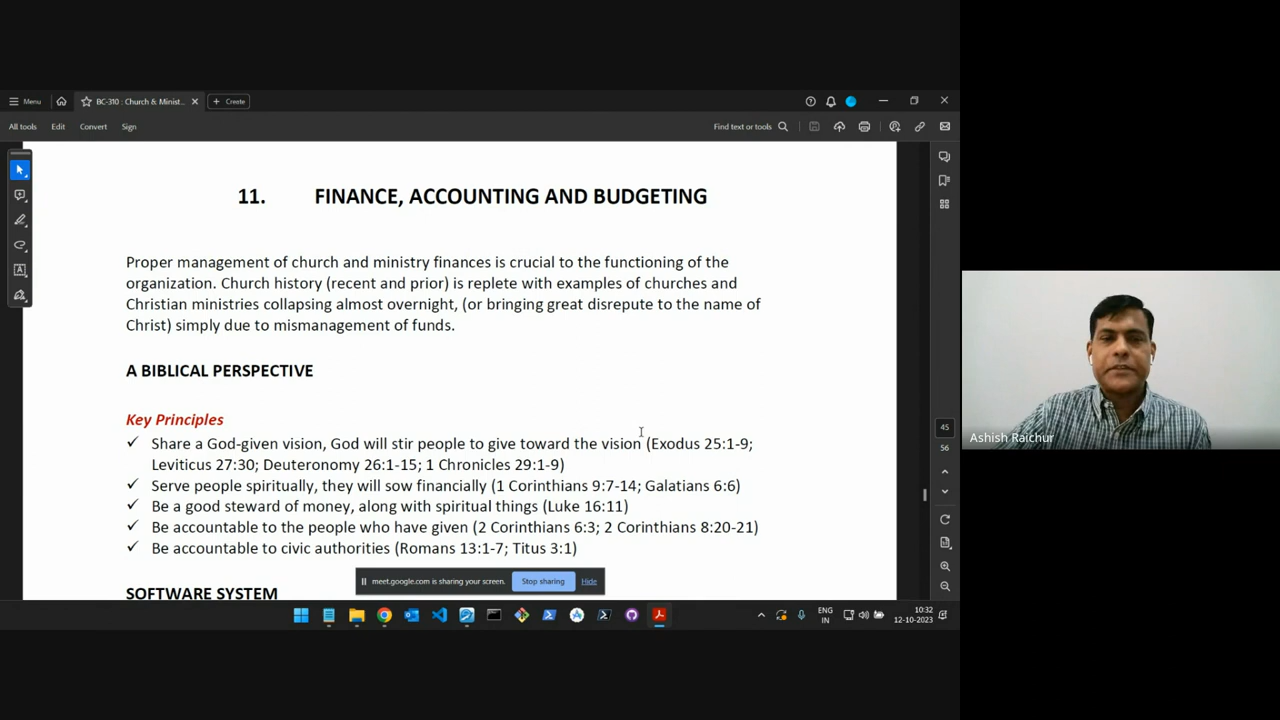 Menu
BC-310 : Church & Minist...
Create
All tools
Edit
Convert
Sign
Find text or tools
11. FINANCE, ACCOUNTING AND BUDGETING
Proper management of church and ministry finances is crucial to the functioning of the
organization. Church history (recent and prior) is replete with examples of churches and
Christian ministries collapsing almost overnight, (or bringing great disrepute to the name of
Christ) simply due to mismanagement of funds.
A BIBLICAL PERSPECTIVE
Key Principles
✓ Share a God-given vision, God will stir people to give toward the vision (Exodus 25:1-9;
Leviticus 27:30; Deuteronomy 26:1-15; 1 Chronicles 29:1-9)
✓ Serve people spiritually, they will sow financially (1 Corinthians 9:7-14; Galatians 6:6)
✓ Be a good steward of money, along with spiritual things (Luke 16:11)
✓ Be accountable to the people who have given (2 Corinthians 6:3; 2 Corinthians 8:20-21)
✓ Be accountable to civic authorities (Romans 13:1-7; Titus 3:1)
SOFTWARE SYSTEM
meet.google.com is sharing your screen.
Stop sharing
Hide
45
56
Ashish Raichur
ENG
IN
10:32
12-10-2023